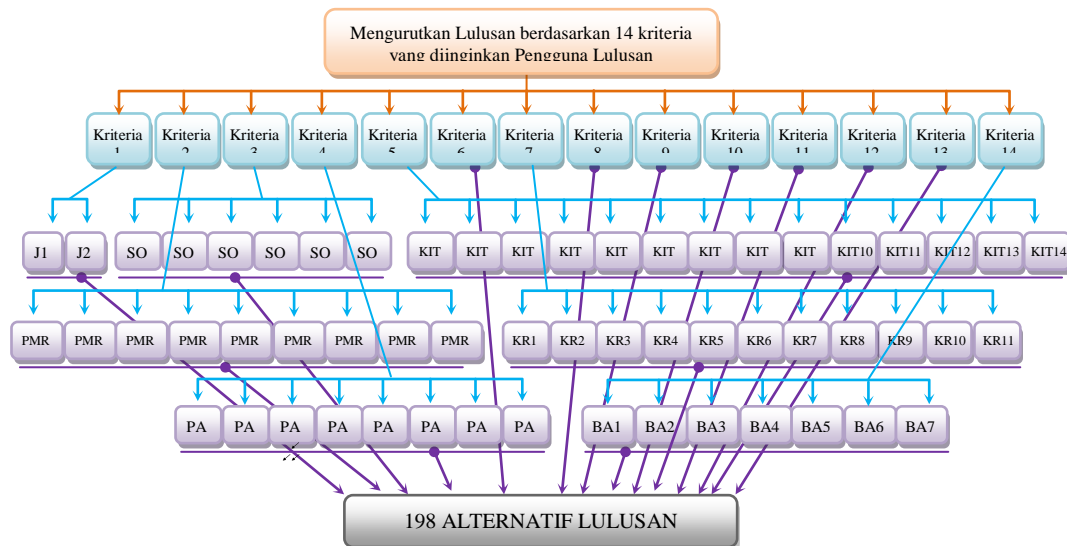 Mengurutkan Lulusan berdasarkan 14 kriteria
yang diinginkan Pengguna Lulusan
Kriteria 1
Kriteria 2
Kriteria 3
Kriteria 4
Kriteria 5
Kriteria 6
Kriteria 7
Kriteria 8
Kriteria 9
Kriteria 10
Kriteria 11
Kriteria 12
Kriteria 13
Kriteria 14
J1 J2 SO SO SO SO SO SO KIT KIT KIT KIT KIT KIT KIT KIT KIT KIT10 KIT11 KIT12 KIT13 KIT14
PMR PMR PMR PMR PMR PMR PMR PMR PMR KR1 KR2 KR3 KR4 KR5 KR6 KR7 KR8 KR9 KR10 KR11
PA PA PA PA PA PA PA PA BA1 BA2 BA3 BA4 BA5 BA6 BA7
198 ALTERNATIF LULUSAN